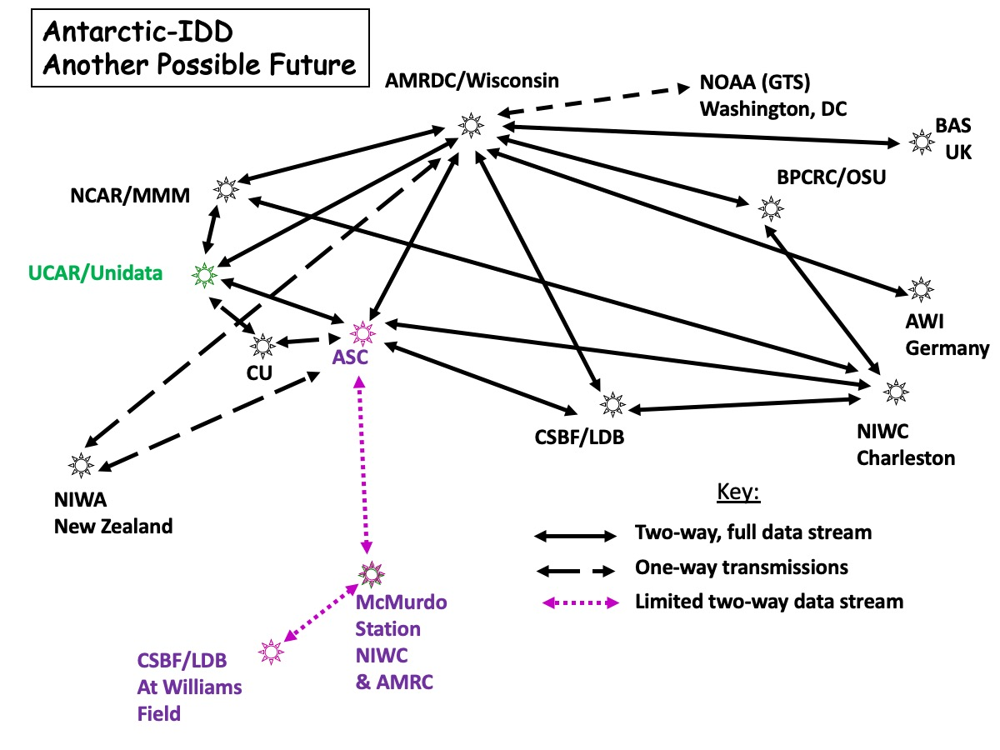 Antarctic-IDD
Another Possible Future
AMRDC/Wisconsin
NOAA (GTS)
Washington, DC
BAS
UK
BPCRC/OSU
NCAR/MMM
UCAR/Unidata
AWI
Germany
ASC
CU
CSBF/LDB
NIWC
Charleston
NIWA
New Zealand
Key:
Two-way, full data stream
One-way transmissions
Limited two-way data stream
McMurdo
Station
NIWC
& AMRC
CSBF/LDB
At Williams
Field